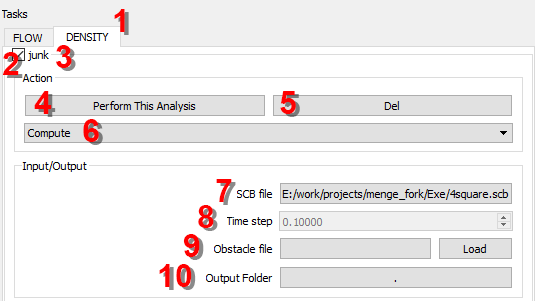 Tasks
1
FLOW DENSITY
2 junk 3
Action
4 Perform This Analysis 5 Del
Compute 6
Input/Output
7 SCB file E:/work/projects/menge_fork/Exe/4square.scb
8 Time step 0.10000
9 Obstacle file Load
10 Output Folder .